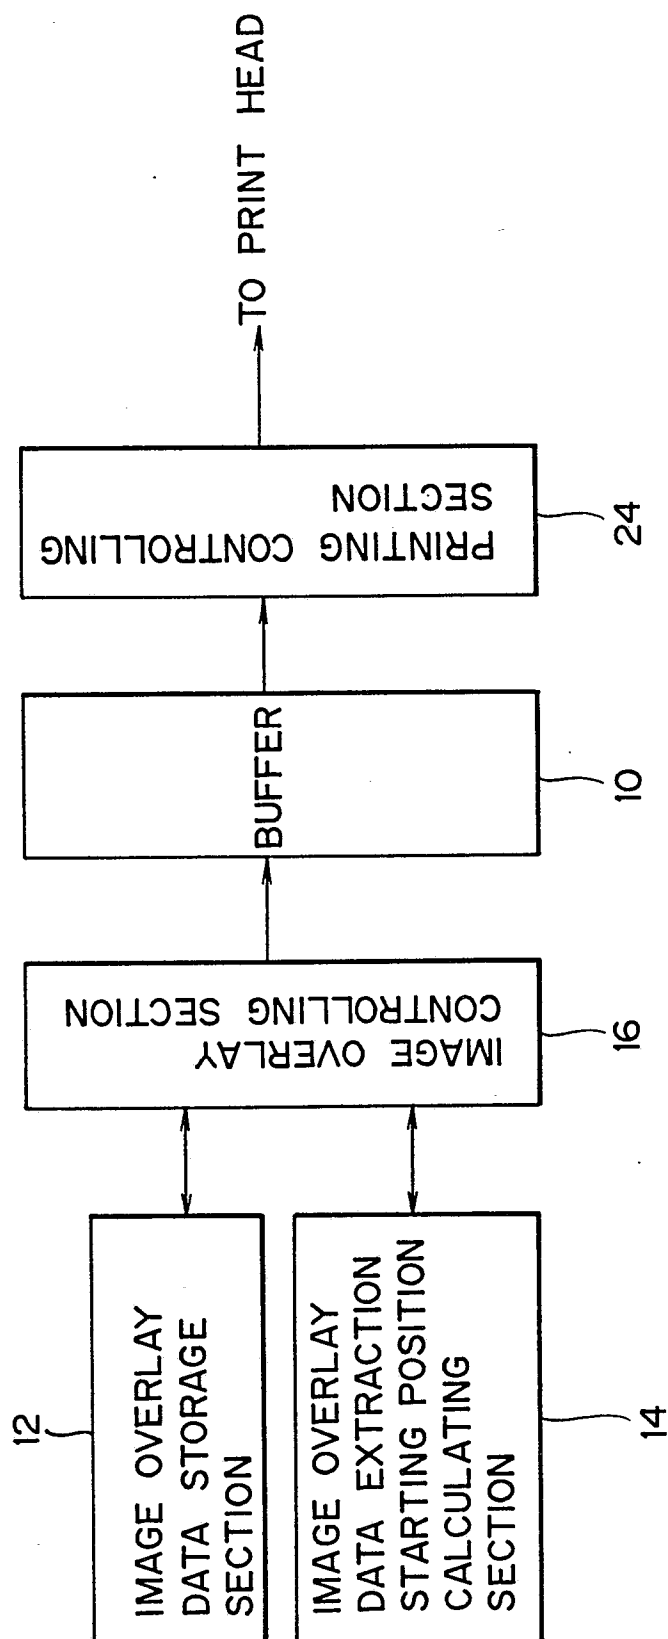 12
IMAGE OVERLAY
DATA STORAGE
SECTION
IMAGE OVERLAY
DATA EXTRACTION
STARTING POSITION
CALCULATING
SECTION
14
IMAGE OVERLAY
CONTROLLING SECTION
16
BUFFER
10
PRINTING CONTROLLING
SECTION
24
TO PRINT HEAD